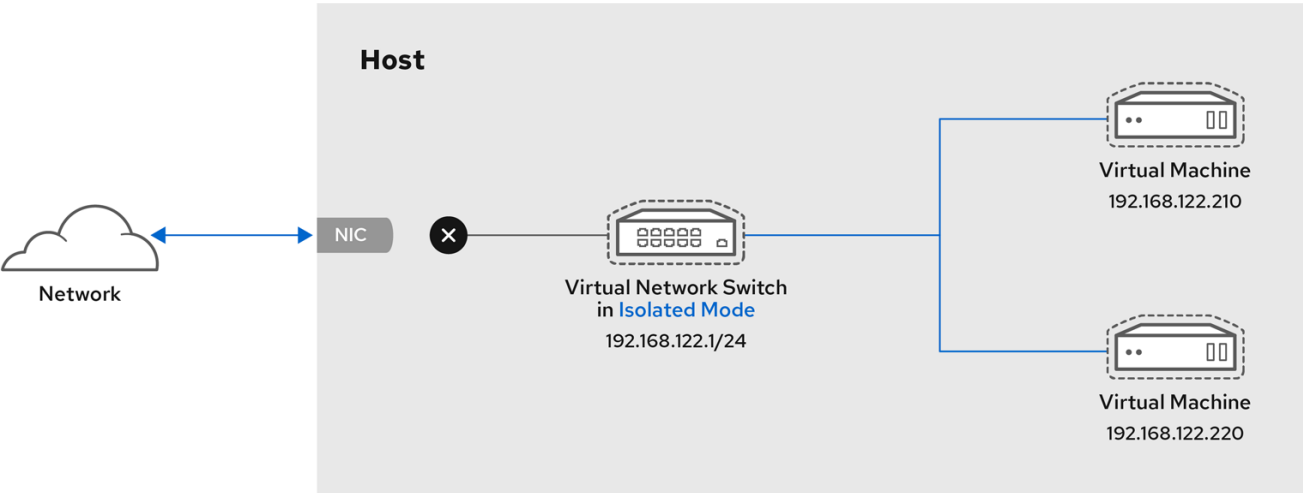 Host
Virtual Machine
192.168.122.210
NIC
Network
Virtual Network Switch
in Isolated Mode
192.168.122.1/24
Virtual Machine
192.168.122.220